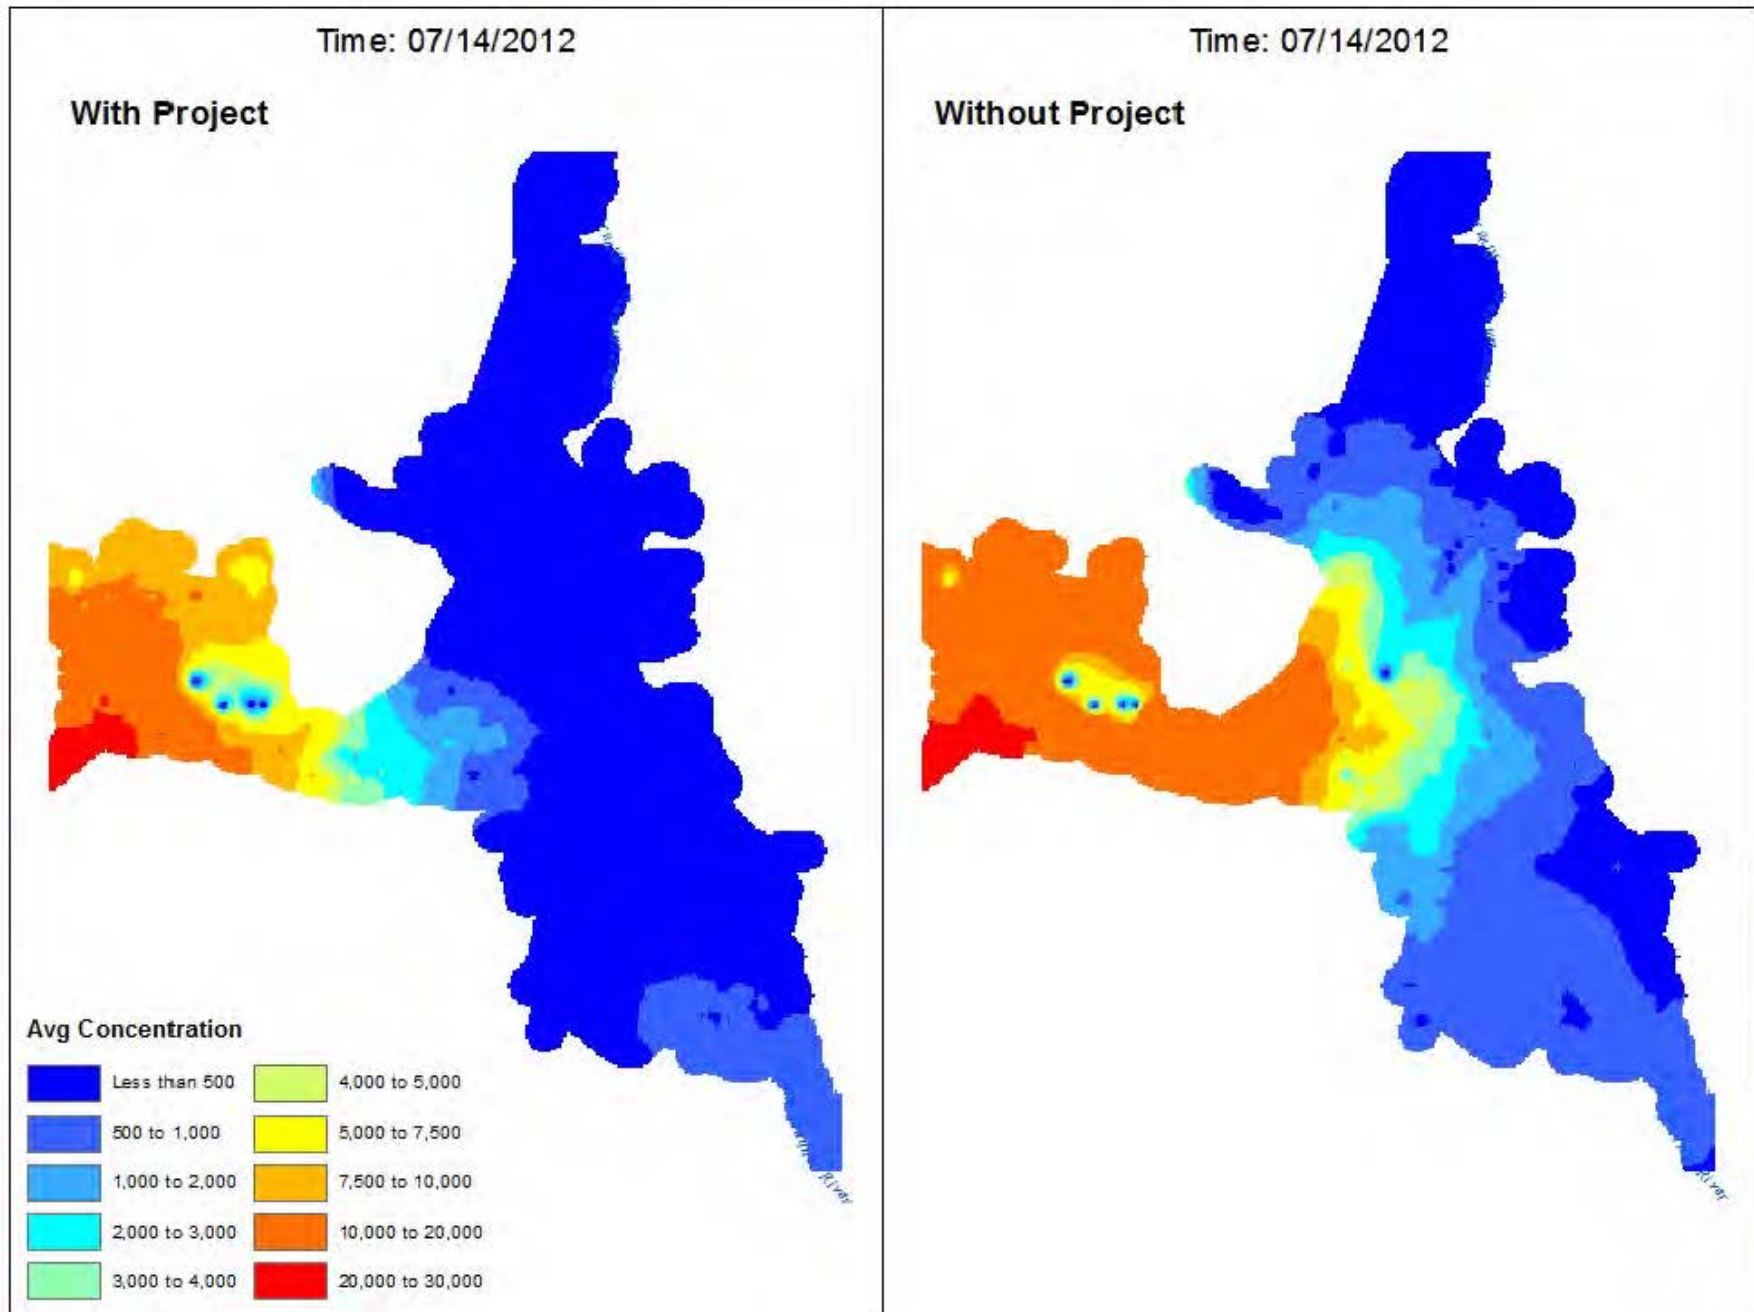 Time: 07/14/2012
With Project
Avg Concentration
Less than 500
500 to 1,000
1,000 to 2,000
2,000 to 3,000
3,000 to 4,000
4,000 to 5,000
5,000 to 7,500
7,500 to 10,000
10,000 to 20,000
20,000 to 30,000
River
Time: 07/14/2012
Without Project
River